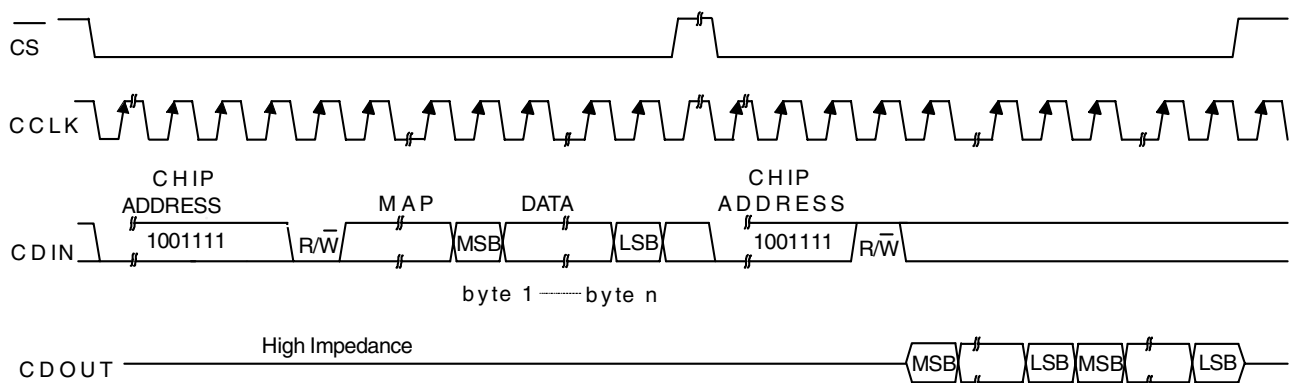 CS
CCLK
CHIP
ADDRESS
MAP
DATA
CHIP
ADDRESS
CDIN
1001111
R/W
MSB
LSB
1001111
R/W
byte 1 byte n
High Impedance
CDOUT
MSB
LSB
MSB
LSB